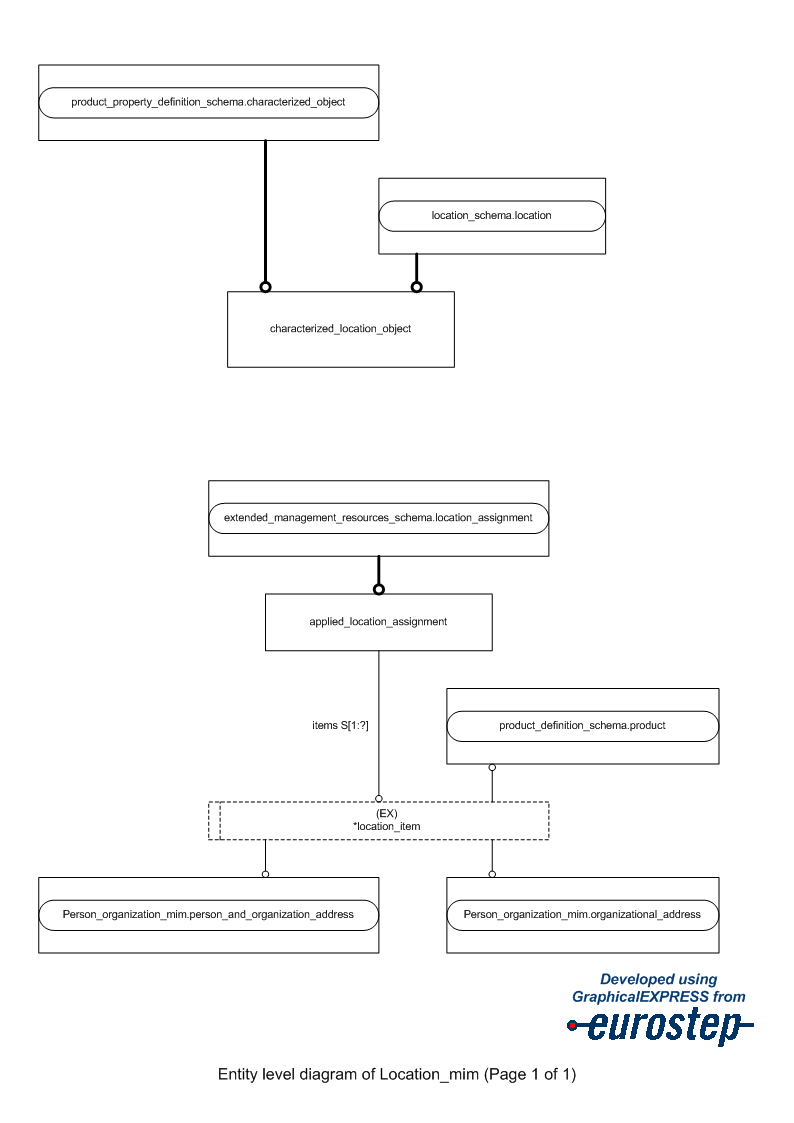 product_property_definition_schema.characterized_object
location_schema.location
characterized_location_object
extended_management_resources_schema.location_assignment
applied_location_assignment
items S[1:?]
product_definition_schema.product
(EX)
*location_item
Person_organization_mim.person_and_organization_address
Person_organization_mim.organizational_address
Developed using
GraphicalEXPRESS from
eurostep
Entity level diagram of Location_mim (Page 1 of 1)